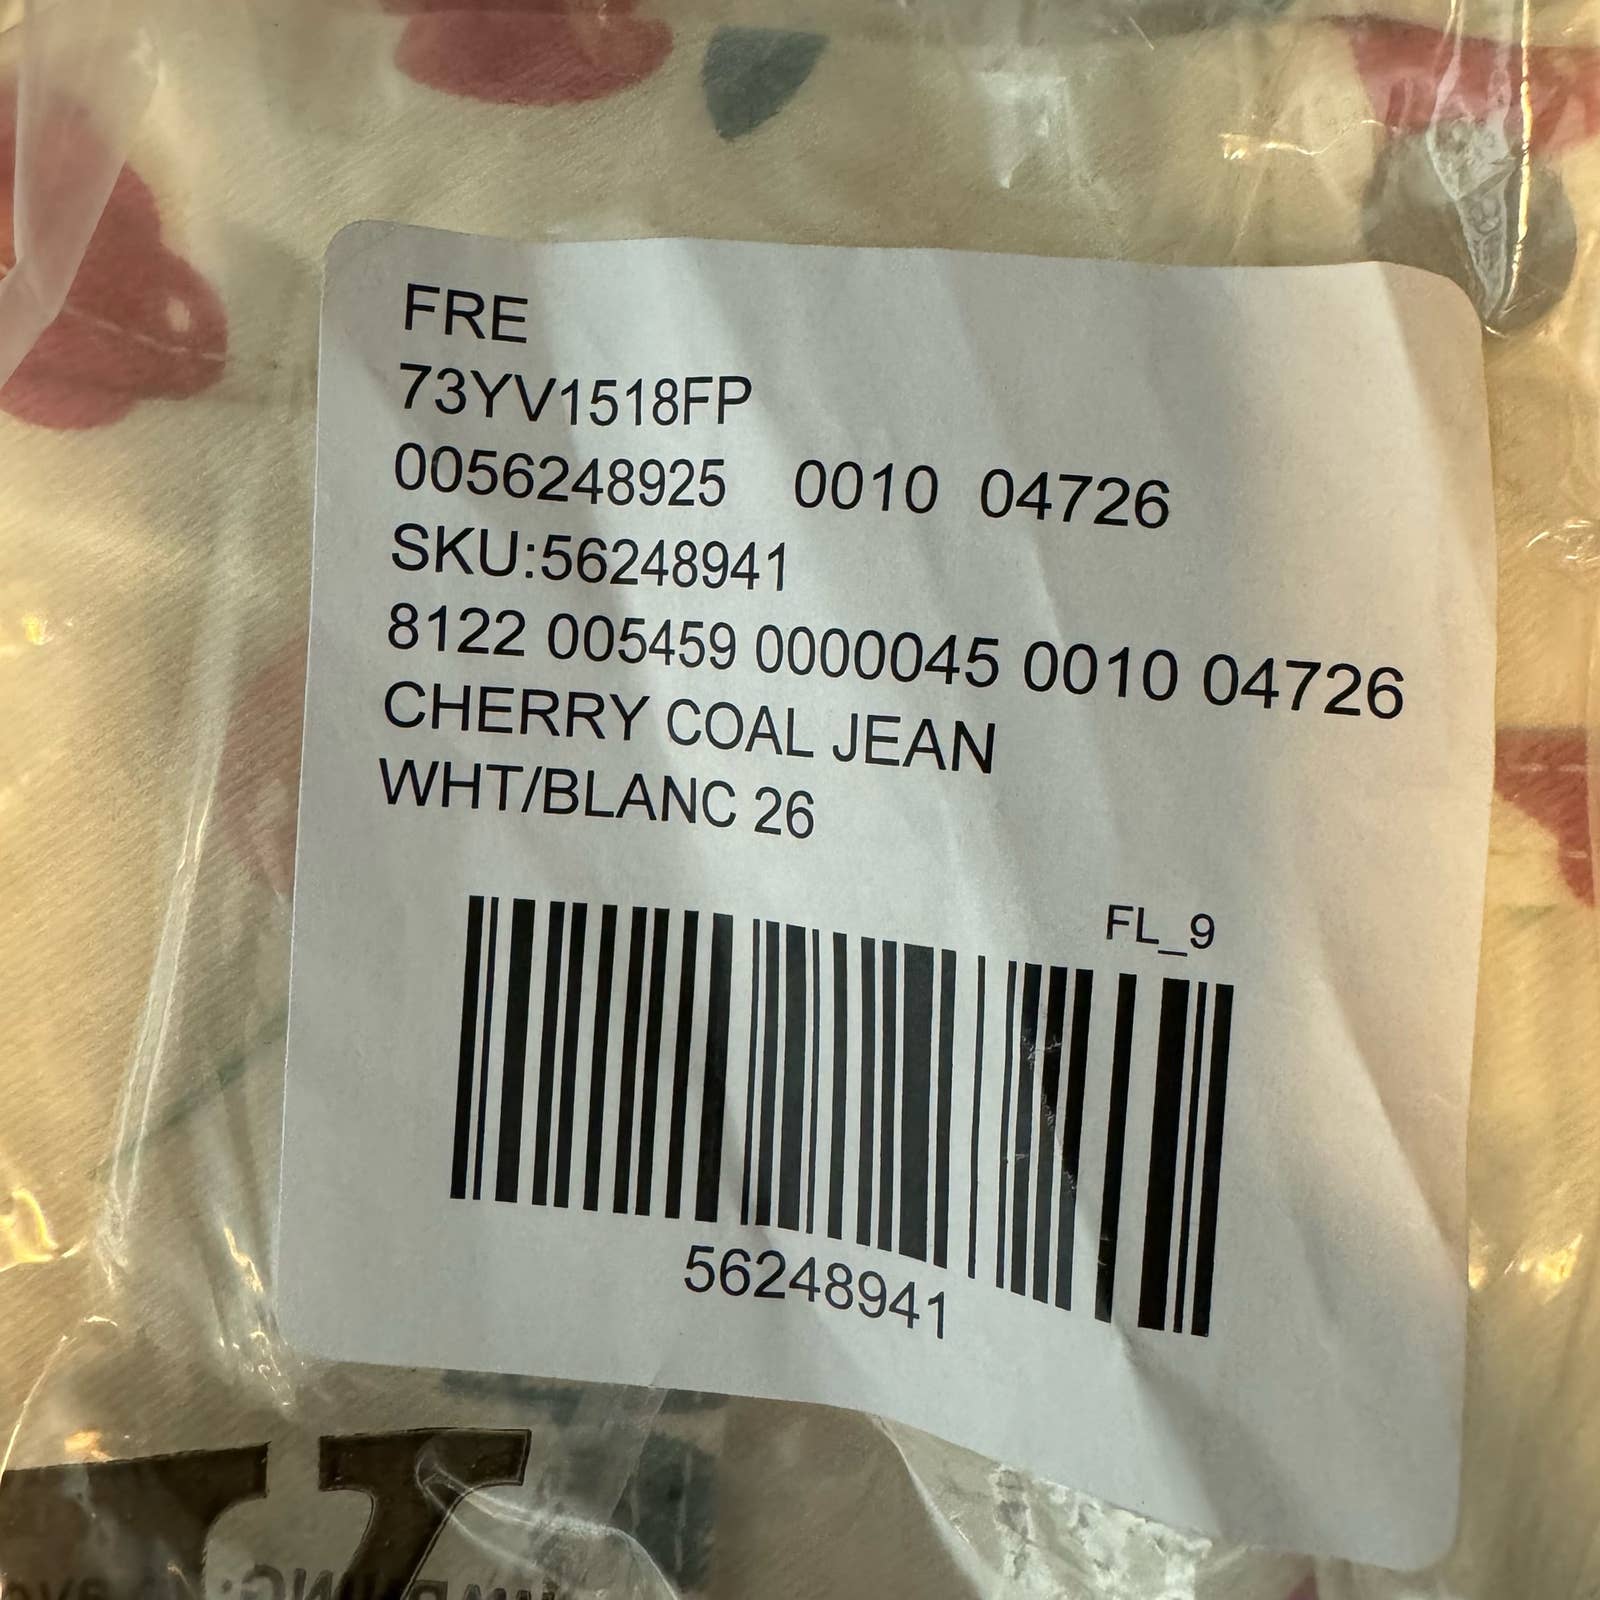 FRE
73YV1518FP
0056248925 0010 04726
SKU:56248941
8122 005459 0000045 0010 04726
CHERRY COAL JEAN
WHT/BLANC 26
FL_9
56248941